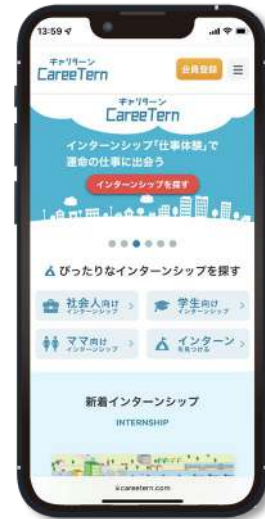 13:59
キャリターン
CareeTern
会員登録
キャリターン
CareeTern
インターンシップ「仕事体験」で
運命の仕事に出会う
インターンシップを探す
ぴったりなインターンシップを探す
社会人向け
インターンシップ
学生向け
インターンシップ
ママ向け
インターンシップ
インターン
を見つける
新着インターンシップ
INTERNSHIP
careetern.com